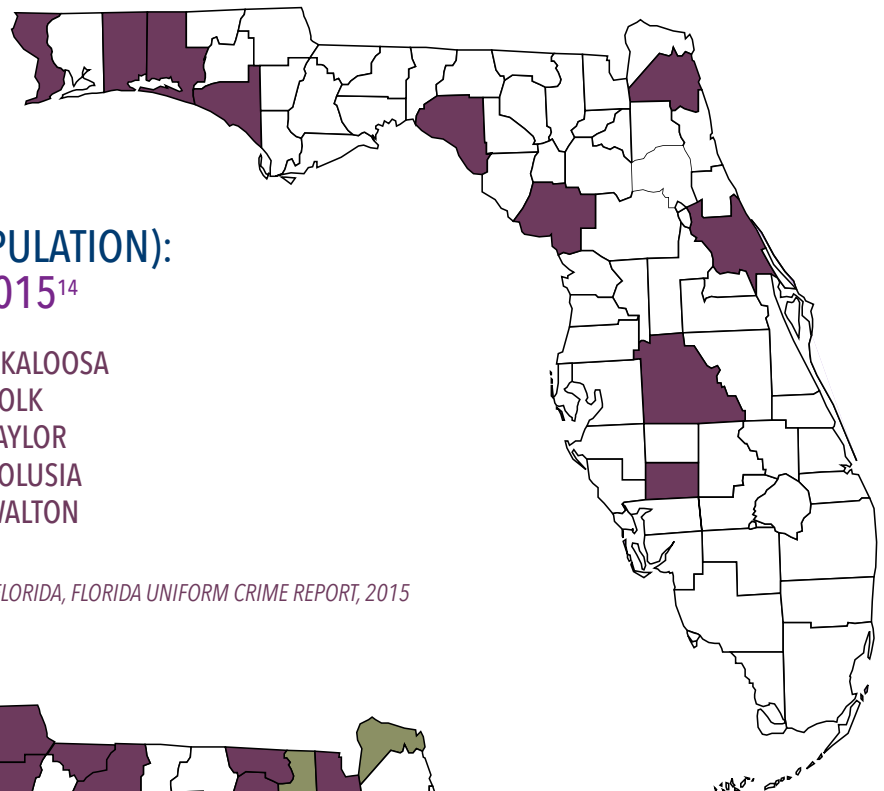 PULATION):
015¹⁴
KALOOSA
OLK
AYLOR
OLUSIA
WALTON
FLORIDA, FLORIDA UNIFORM CRIME REPORT, 2015